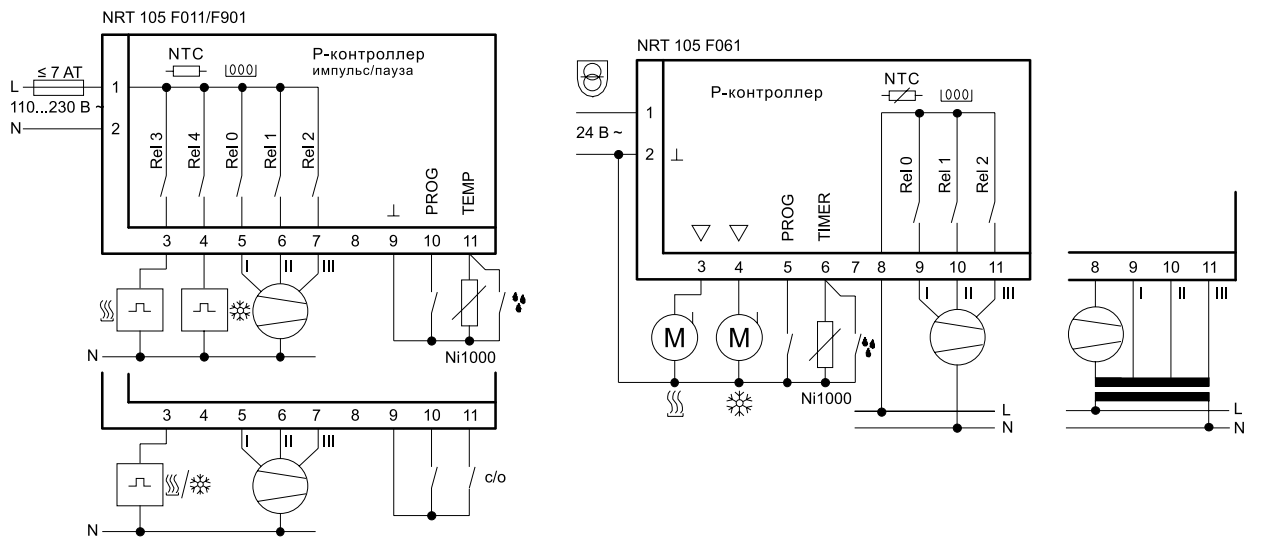 NRT 105 F011/F901
NTC
P-контроллер
импульс/пауза
≤ 7 AT
L
1
110...230 В ~
N
2
Rel 3
Rel 4
Rel 0
Rel 1
Rel 2
⊥
PROG
TEMP
3 4 5 6 7 8 9 10 11
I II III
N
Ni1000
3 4 5 6 7 8 9 10 11
I II III
c/o
N
NRT 105 F061
P-контроллер
NTC
1
24 В ~
2 ⊥
Rel 0
Rel 1
Rel 2
PROG
TIMER
3 4 5 6 7 8 9 10 11
I II III
M M
Ni1000
L
N
8 9 10 11
I II III
L
N